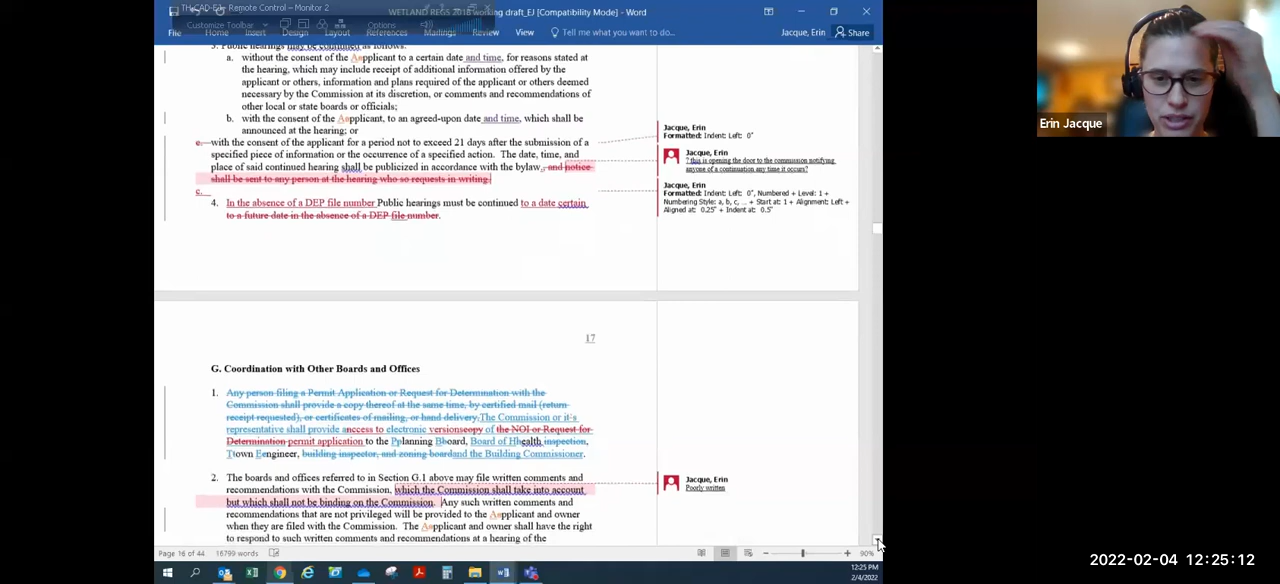 TH-CAD-E1 - Remote Control - Monitor 2
WETLAND REGS 2018 working draft_EJ [Compatibility Mode] - Word
Customize Toolbar
Options
File Home Insert Design Layout References Mailings Review View Tell me what you want to do...
Jacque, Erin Share
3. Public hearings may be continued as follows:
a. without the consent of the Aapplicant to a certain date and time, for reasons stated at
the hearing, which may include receipt of additional information offered by the
applicant or others, information and plans required of the applicant or others deemed
necessary by the Commission at its discretion, or comments and recommendations of
other local or state boards or officials;
b. with the consent of the Aapplicant, to an agreed-upon date and time, which shall be
announced at the hearing; or
c. with the consent of the applicant for a period not to exceed 21 days after the submission of a
specified piece of information or the occurrence of a specified action. The date, time, and
place of said continued hearing shall be publicized in accordance with the bylaw, and notice
shall be sent to any person at the hearing who so requests in writing.
c.
4. In the absence of a DEP file number Public hearings must be continued to a date certain
to a future date in the absence of a DEP file number.
Jacque, Erin
Formatted: Indent: Left: 0"
Jacque, Erin
? this is opening the door to the commission notifying
anyone of a continuation any time it occurs?
Jacque, Erin
Formatted: Indent: Left: 0", Numbered + Level: 1 +
Numbering Style: a, b, c, ... + Start at: 1 + Alignment: Left +
Aligned at: 0.25" + Indent at: 0.5"
17
G. Coordination with Other Boards and Offices
1. Any person filing a Permit Application or Request for Determination with the
Commission shall provide a copy thereof at the same time, by certified mail (return
receipt requested), or certificates of mailing, or hand delivery.The Commission or it's
representative shall provide access to electronic versionscopy of the NOI or Request for
Determination permit application to the Pplanning Bboard, Board of Hhealth inspection,
Ttown Eengineer, building inspector, and zoning boardand the Building Commissioner.
2. The boards and offices referred to in Section G.1 above may file written comments and
recommendations with the Commission, which the Commission shall take into account
but which shall not be binding on the Commission. Any such written comments and
recommendations that are not privileged will be provided to the Aapplicant and owner
when they are filed with the Commission. The Aapplicant and owner shall have the right
to respond to such written comments and recommendations at a hearing of the
Jacque, Erin
Poorly written
Page 16 of 44 16799 words
90%
12:25 PM
2/4/2022
Erin Jacque
2022-02-04 12:25:12